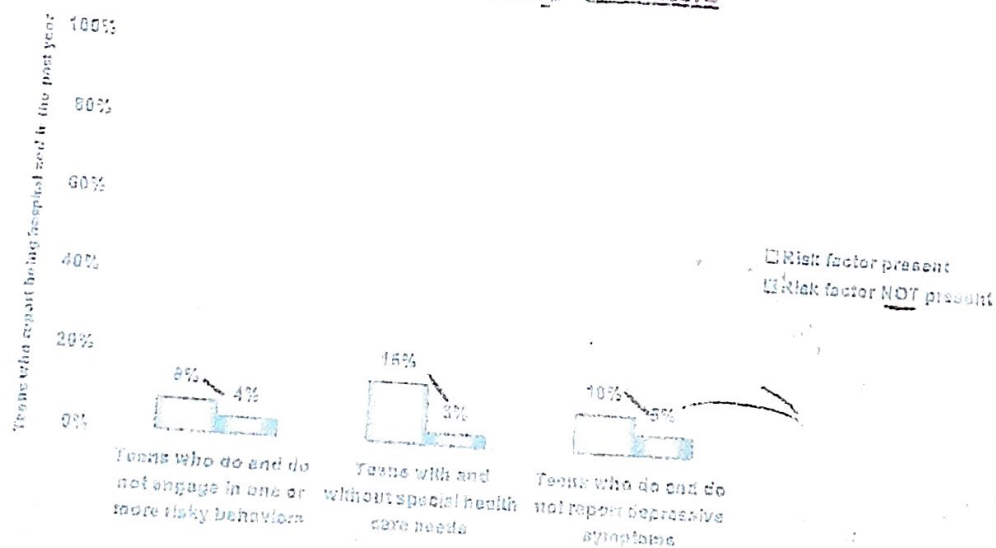 Teens who report being hospitalized in the past year
100%
80%
60%
40%
20%
0%
8%
4%
16%
3%
10%
5%
Risk factor present
Risk factor NOT present
Teens who do and do
not engage in one or
more risky behaviors
Teens with and
without special health
care needs
Teens who do and do
not report depressive
symptoms